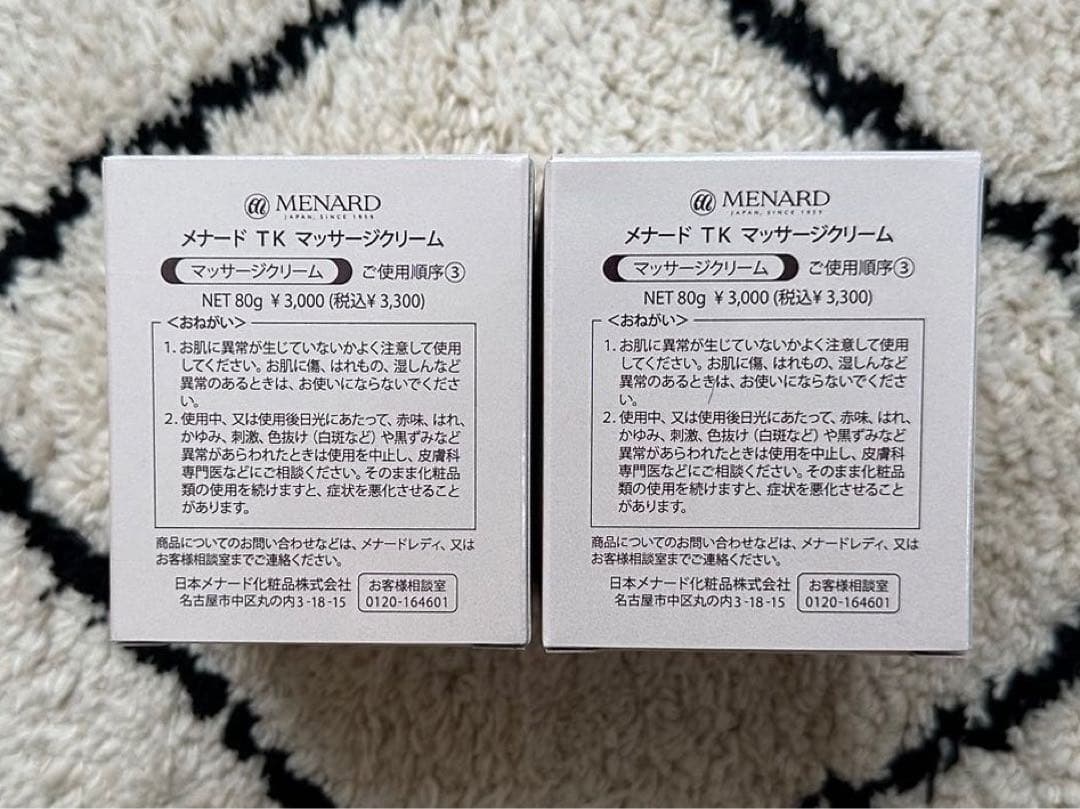 MENARD
JAPAN, SINCE 1959
メナード TK マッサージクリーム
マッサージクリーム ご使用順序③
NET 80g ¥3,000 (税込¥3,300)
<おねがい>
1. お肌に異常が生じていないかよく注意して使用
してください。お肌に傷、はれもの、湿しんなど
異常のあるときは、お使いにならないでくださ
い。
2. 使用中、又は使用後日光にあたって、赤味、はれ、
かゆみ、刺激、色抜け(白斑など)や黒ずみなど
異常があらわれたときは使用を中止し、皮膚科
専門医などにご相談ください。そのまま化粧品
類の使用を続けますと、症状を悪化させること
があります。
商品についてのお問い合わせなどは、メナードレディ、又は
お客様相談室までご連絡ください。
日本メナード化粧品株式会社
名古屋市中区丸の内3-18-15
お客様相談室
0120-164601
MENARD
JAPAN, SINCE 1959
メナード TK マッサージクリーム
マッサージクリーム ご使用順序③
NET 80g ¥3,000 (税込¥3,300)
<おねがい>
1. お肌に異常が生じていないかよく注意して使用
してください。お肌に傷、はれもの、湿しんなど
異常のあるときは、お使いにならないでくださ
い。
2. 使用中、又は使用後日光にあたって、赤味、はれ、
かゆみ、刺激、色抜け(白斑など)や黒ずみなど
異常があらわれたときは使用を中止し、皮膚科
専門医などにご相談ください。そのまま化粧品
類の使用を続けますと、症状を悪化させること
があります。
商品についてのお問い合わせなどは、メナードレディ、又は
お客様相談室までご連絡ください。
日本メナード化粧品株式会社
名古屋市中区丸の内3-18-15
お客様相談室
0120-164601